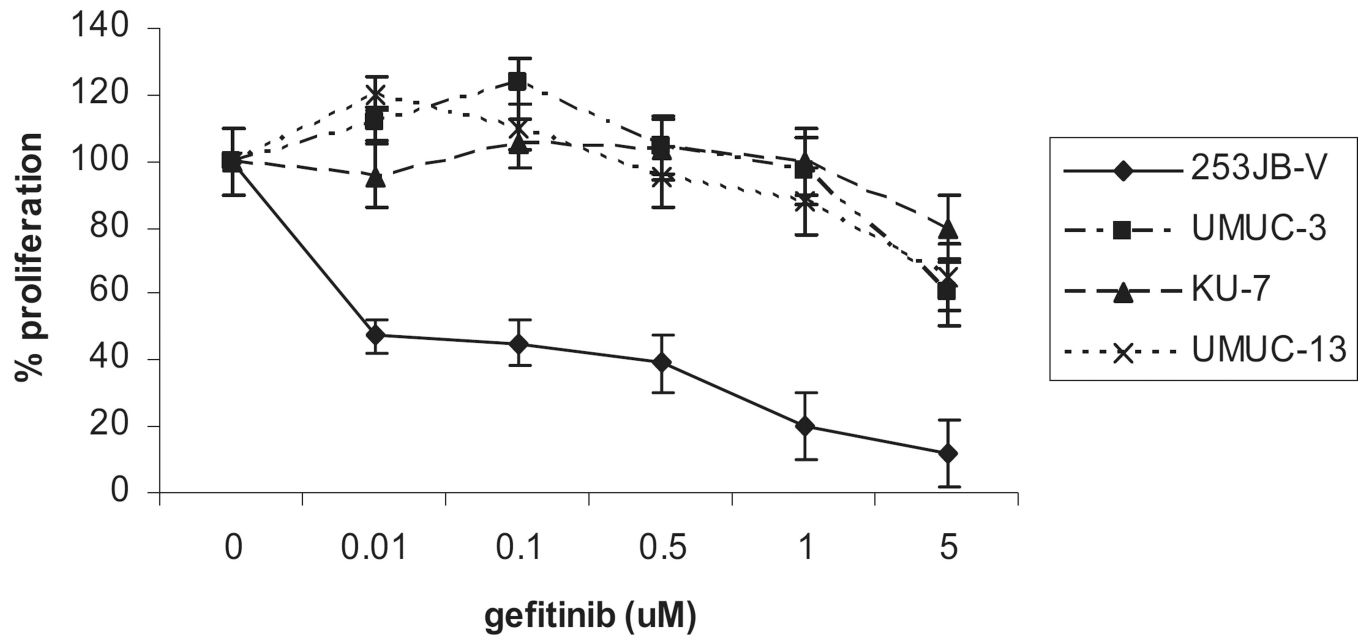 140
120
100
80
60
40
20
0
% proliferation
0 0.01 0.1 0.5 1 5
gefitinib (uM)
253JB-V
UMUC-3
KU-7
UMUC-13